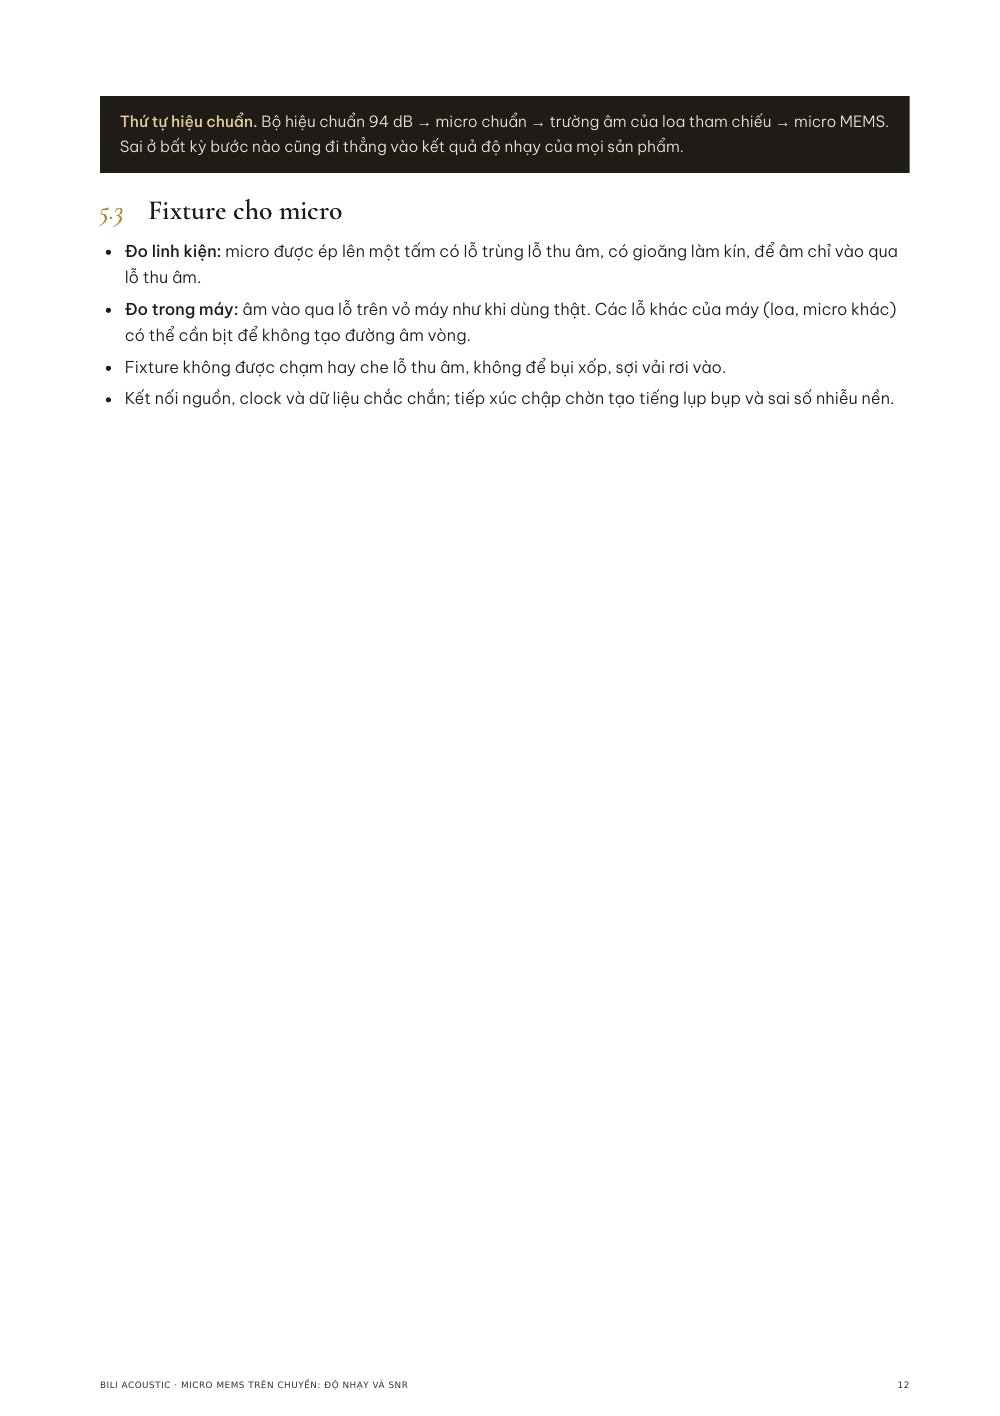 Thứ tự hiệu chuẩn. Bộ hiệu chuẩn 94 dB → micro chuẩn → trường âm của loa tham chiếu → micro MEMS.
Sai ở bất kỳ bước nào cũng đi thẳng vào kết quả độ nhạy của mọi sản phẩm.
5.3 Fixture cho micro
• Đo linh kiện: micro được ép lên một tấm có lỗ trùng lỗ thu âm, có gioăng làm kín, để âm chỉ vào qua
lỗ thu âm.
• Đo trong máy: âm vào qua lỗ trên vỏ máy như khi dùng thật. Các lỗ khác của máy (loa, micro khác)
có thể cần bịt để không tạo đường âm vòng.
• Fixture không được chạm hay che lỗ thu âm, không để bụi xốp, sợi vải rơi vào.
• Kết nối nguồn, clock và dữ liệu chắc chắn; tiếp xúc chập chờn tạo tiếng lụp bụp và sai số nhiễu nền.
BILI ACOUSTIC · MICRO MEMS TRÊN CHUYỀN: ĐỘ NHẠY VÀ SNR 12